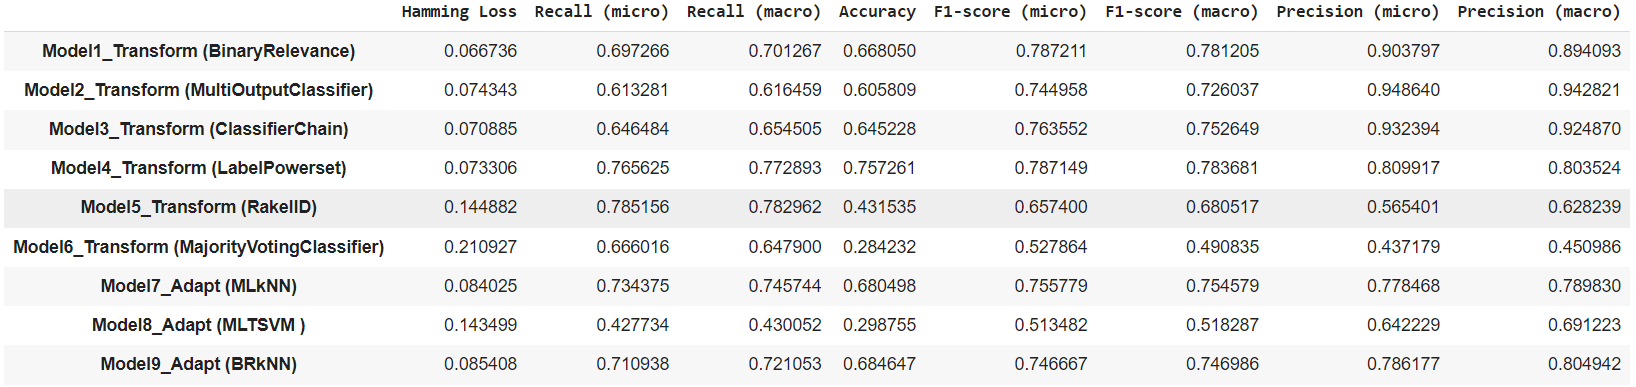 Hamming Loss Recall (micro) Recall (macro) Accuracy F1-score (micro) F1-score (macro) Precision (micro) Precision (macro)
Model1_Transform (BinaryRelevance) 0.066736 0.697266 0.701267 0.668050 0.787211 0.781205 0.903797 0.894093
Model2_Transform (MultiOutputClassifier) 0.074343 0.613281 0.616459 0.605809 0.744958 0.726037 0.948640 0.942821
Model3_Transform (ClassifierChain) 0.070885 0.646484 0.654505 0.645228 0.763552 0.752649 0.932394 0.924870
Model4_Transform (LabelPowerset) 0.073306 0.765625 0.772893 0.757261 0.787149 0.783681 0.809917 0.803524
Model5_Transform (RakelID) 0.144882 0.785156 0.782962 0.431535 0.657400 0.680517 0.565401 0.628239
Model6_Transform (MajorityVotingClassifier) 0.210927 0.666016 0.647900 0.284232 0.527864 0.490835 0.437179 0.450986
Model7_Adapt (MLkNN) 0.084025 0.734375 0.745744 0.680498 0.755779 0.754579 0.778468 0.789830
Model8_Adapt (MLTSVM ) 0.143499 0.427734 0.430052 0.298755 0.513482 0.518287 0.642229 0.691223
Model9_Adapt (BRkNN) 0.085408 0.710938 0.721053 0.684647 0.746667 0.746986 0.786177 0.804942